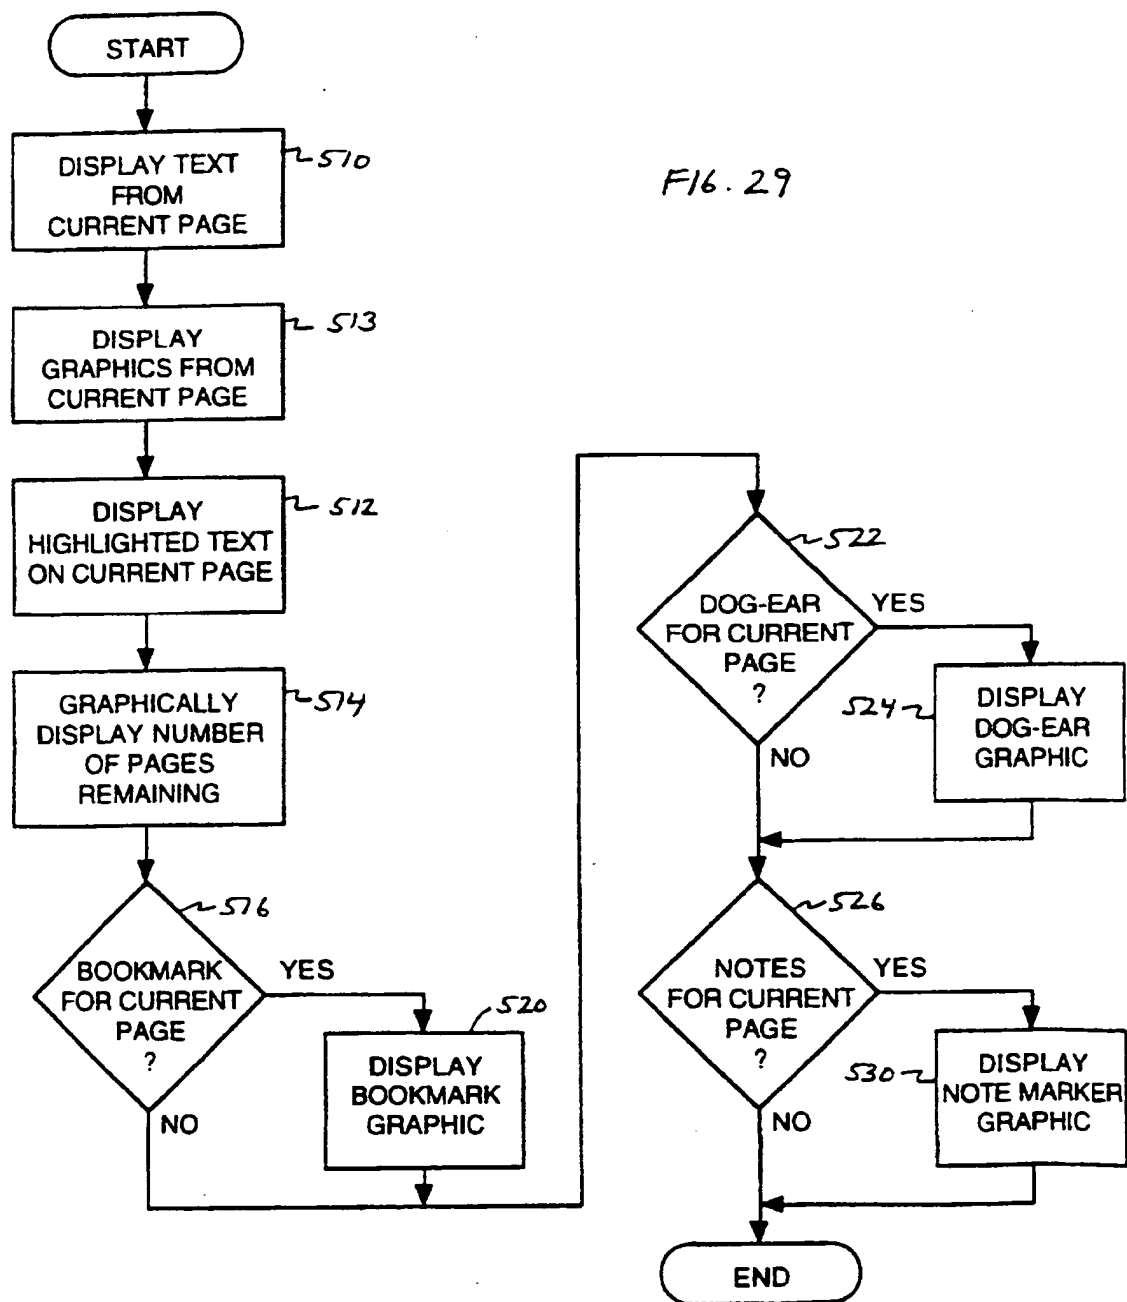 START
DISPLAY TEXT
FROM
CURRENT PAGE
510
FIG. 29
DISPLAY
GRAPHICS FROM
CURRENT PAGE
513
DISPLAY
HIGHLIGHTED TEXT
ON CURRENT PAGE
512
GRAPHICALLY
DISPLAY NUMBER
OF PAGES
REMAINING
514
BOOKMARK
FOR CURRENT
PAGE
?
516
YES
NO
520
DISPLAY
BOOKMARK
GRAPHIC
522
DOG-EAR
FOR CURRENT
PAGE
?
YES
NO
524
DISPLAY
DOG-EAR
GRAPHIC
526
NOTES
FOR CURRENT
PAGE
?
YES
NO
530
DISPLAY
NOTE MARKER
GRAPHIC
END